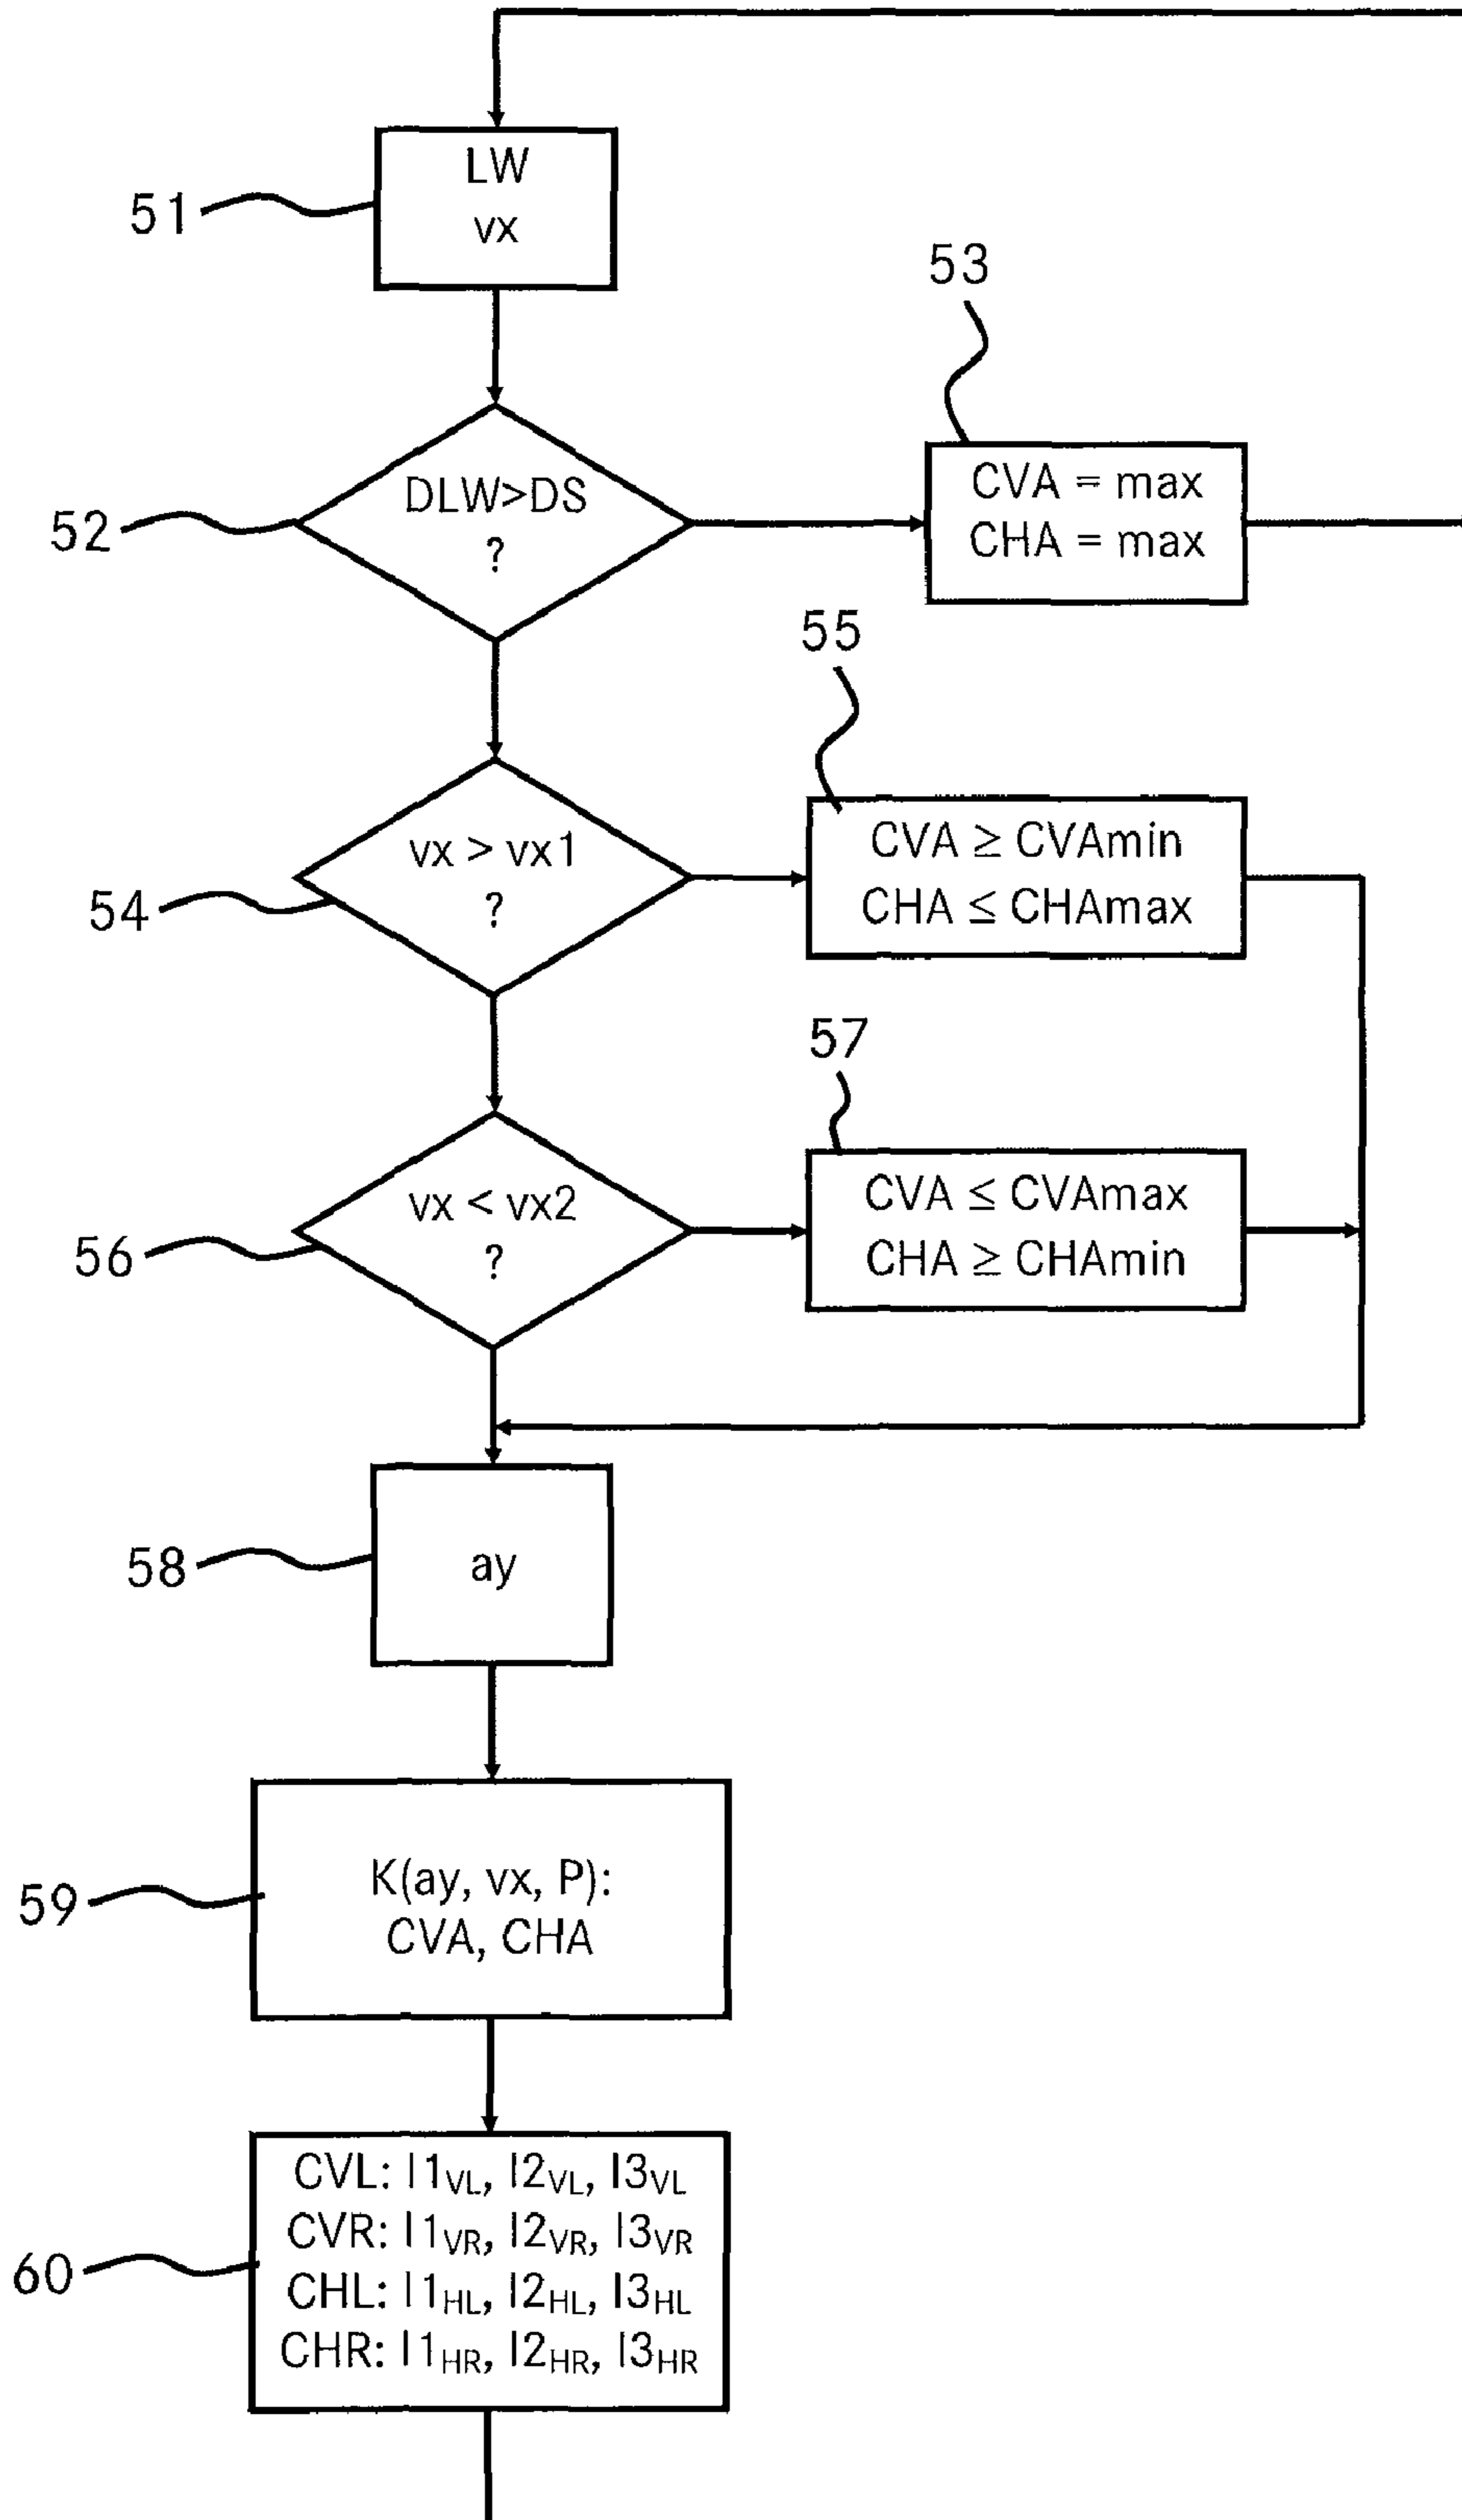 51
LW
vx
52
DLW>DS
?
53
CVA = max
CHA = max
54
vx > vx1
?
55
CVA ≥ CVAmin
CHA ≤ CHAmax
56
vx < vx2
?
57
CVA ≤ CVAmax
CHA ≥ CHAmin
58
ay
59
K(ay, vx, P):
CVA, CHA
60
CVL: I1VL, I2VL, I3VL
CVR: I1VR, I2VR, I3VR
CHL: I1HL, I2HL, I3HL
CHR: I1HR, I2HR, I3HR